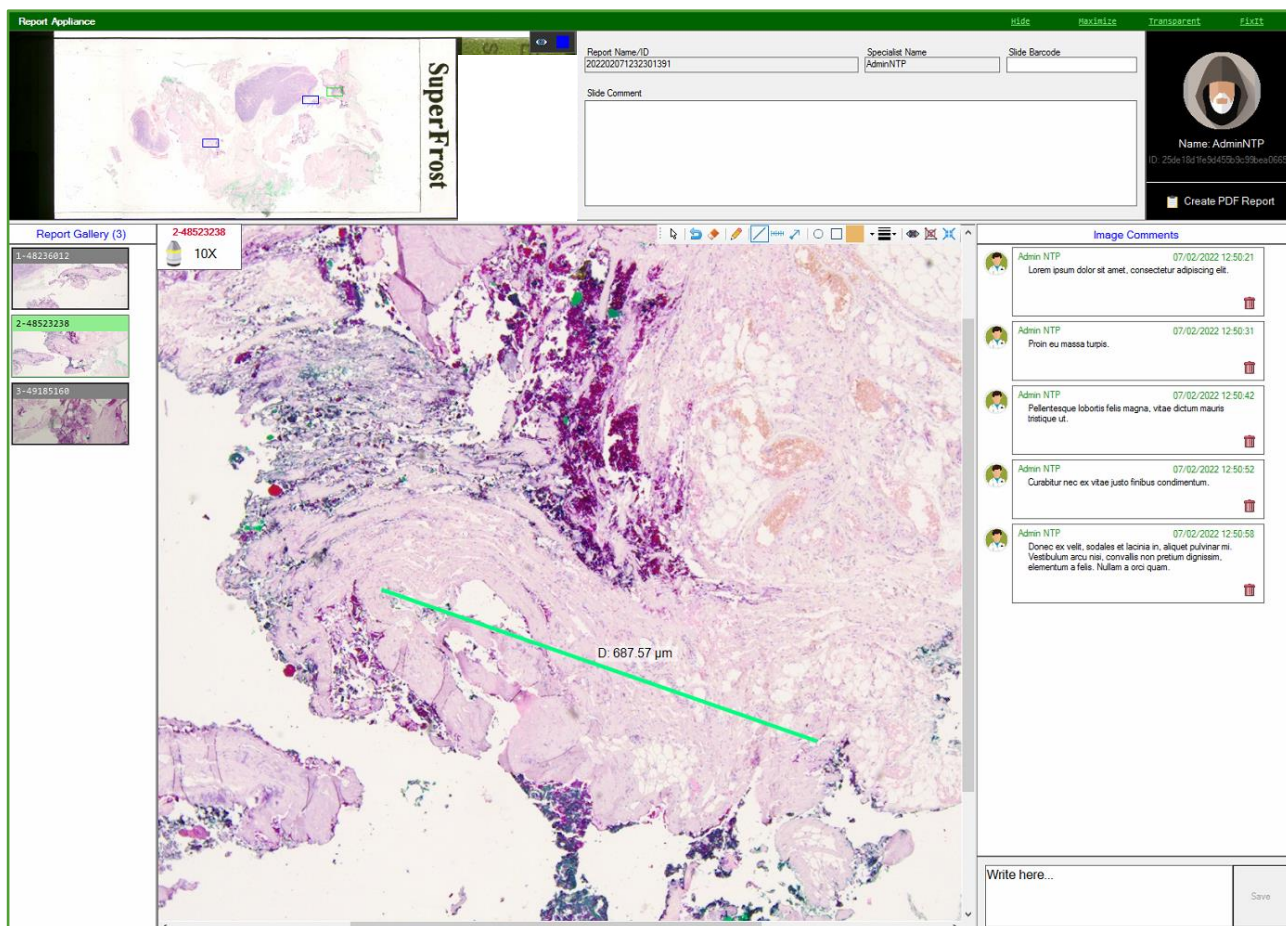 Report Appliance
Hide
Maximize
Transparent
FixIt
SuperFrost
Report Name/ID
202202071232301391
Specialist Name
AdminNTP
Slide Barcode
Slide Comment
Name: AdminNTP
ID: 25de18d1fe9d455b9c99bea0665
Create PDF Report
Report Gallery (3)
1-48236012
2-48523238
3-49185160
2-48523238
10X
D: 687.57 µm
Image Comments
Admin NTP
07/02/2022 12:50:21
Lorem ipsum dolor sit amet, consectetur adipiscing elit.
Admin NTP
07/02/2022 12:50:31
Proin eu massa turpis.
Admin NTP
07/02/2022 12:50:42
Pellentesque lobortis felis magna, vitae dictum mauris
tristique ut.
Admin NTP
07/02/2022 12:50:52
Curabitur nec ex vitae justo finibus condimentum.
Admin NTP
07/02/2022 12:50:58
Donec ex velit, sodales et lacinia in, aliquet pulvinar mi.
Vestibulum arcu nisi, convallis non pretium dignissim,
elementum a felis. Nullam a orci quam.
Write here...
Save